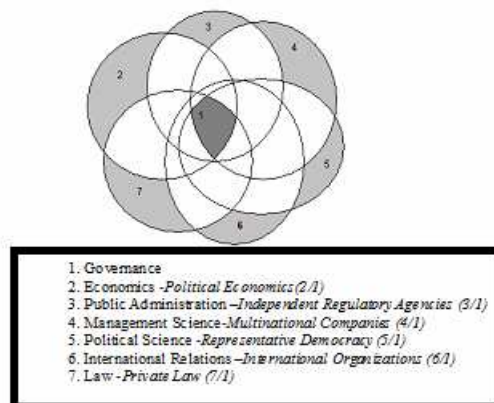 3
4
2
1
5
7
6
1. Governance
2. Economics -Political Economics (2/1)
3. Public Administration –Independent Regulatory Agencies (3/1)
4. Management Science-Multinational Companies (4/1)
5. Political Science -Representative Democracy (5/1)
6. International Relations –International Organizations (6/1)
7. Law -Private Law (7/1)